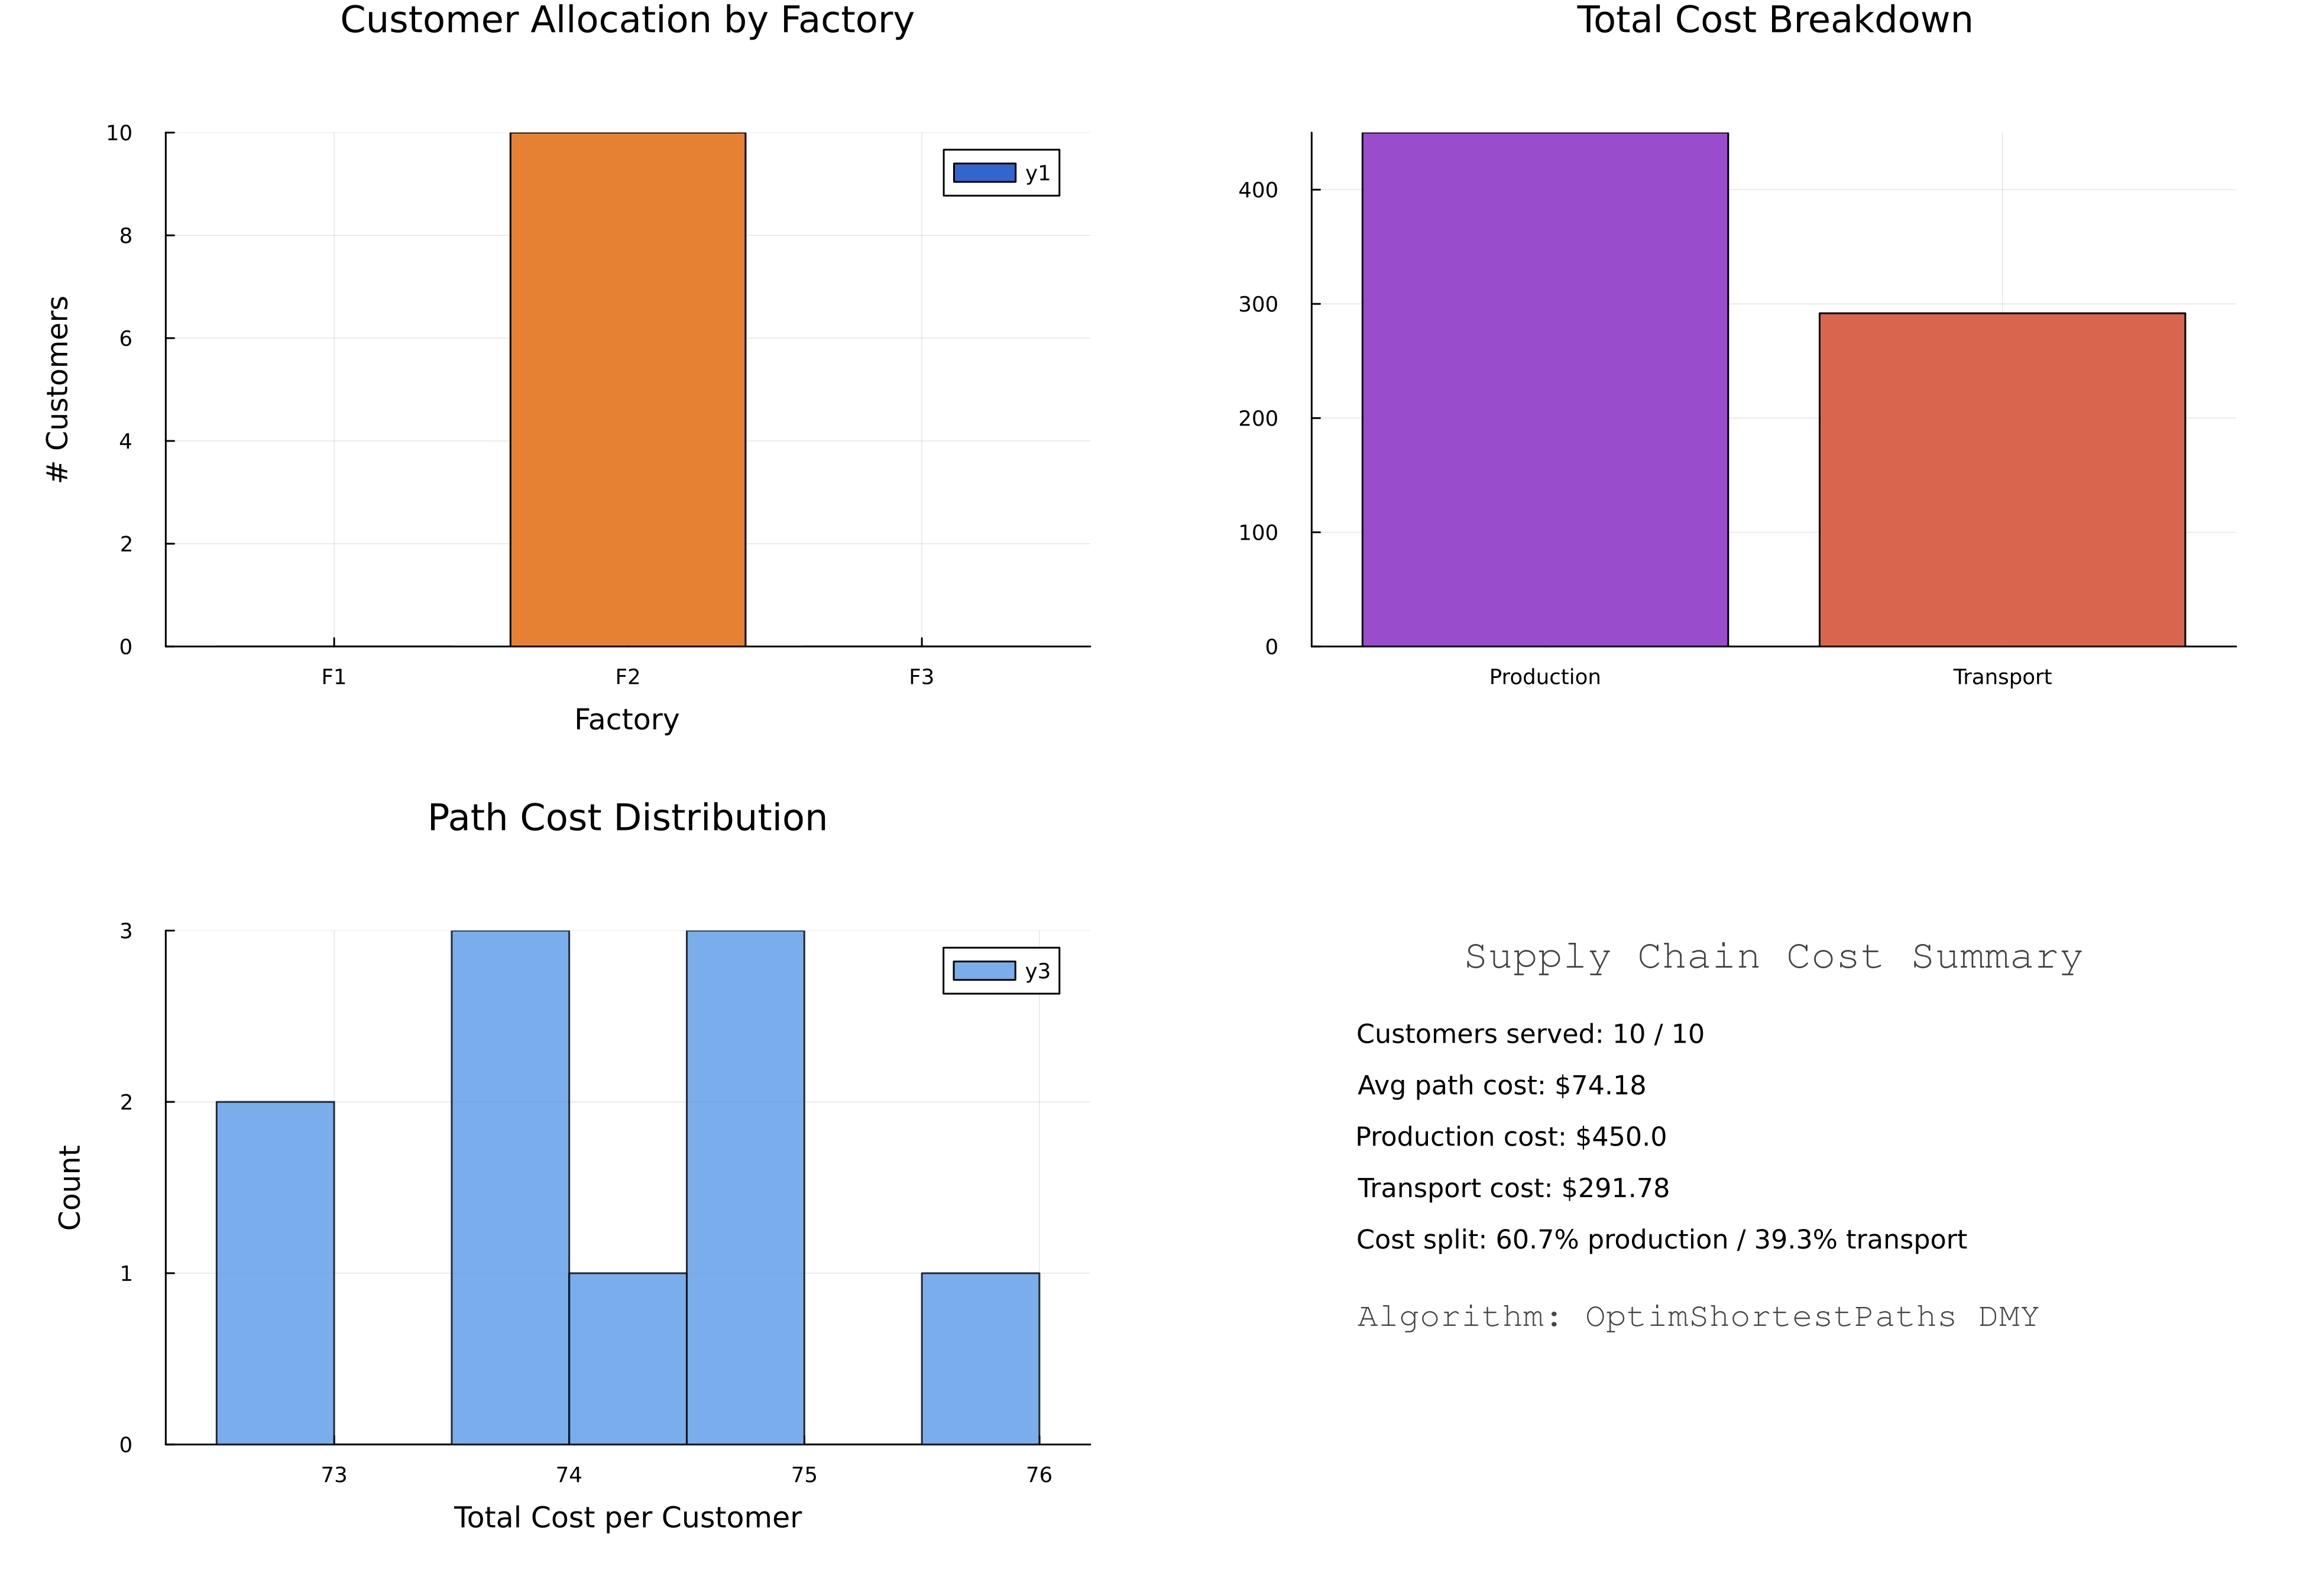 Customer Allocation by Factory
10
8
6
4
2
0
# Customers
y1
F1 F2 F3
Factory
Total Cost Breakdown
400
300
200
100
0
Production Transport
Path Cost Distribution
3
2
1
0
Count
y3
73 74 75 76
Total Cost per Customer
Supply Chain Cost Summary
Customers served: 10 / 10
Avg path cost: $74.18
Production cost: $450.0
Transport cost: $291.78
Cost split: 60.7% production / 39.3% transport
Algorithm: OptimShortestPaths DMY